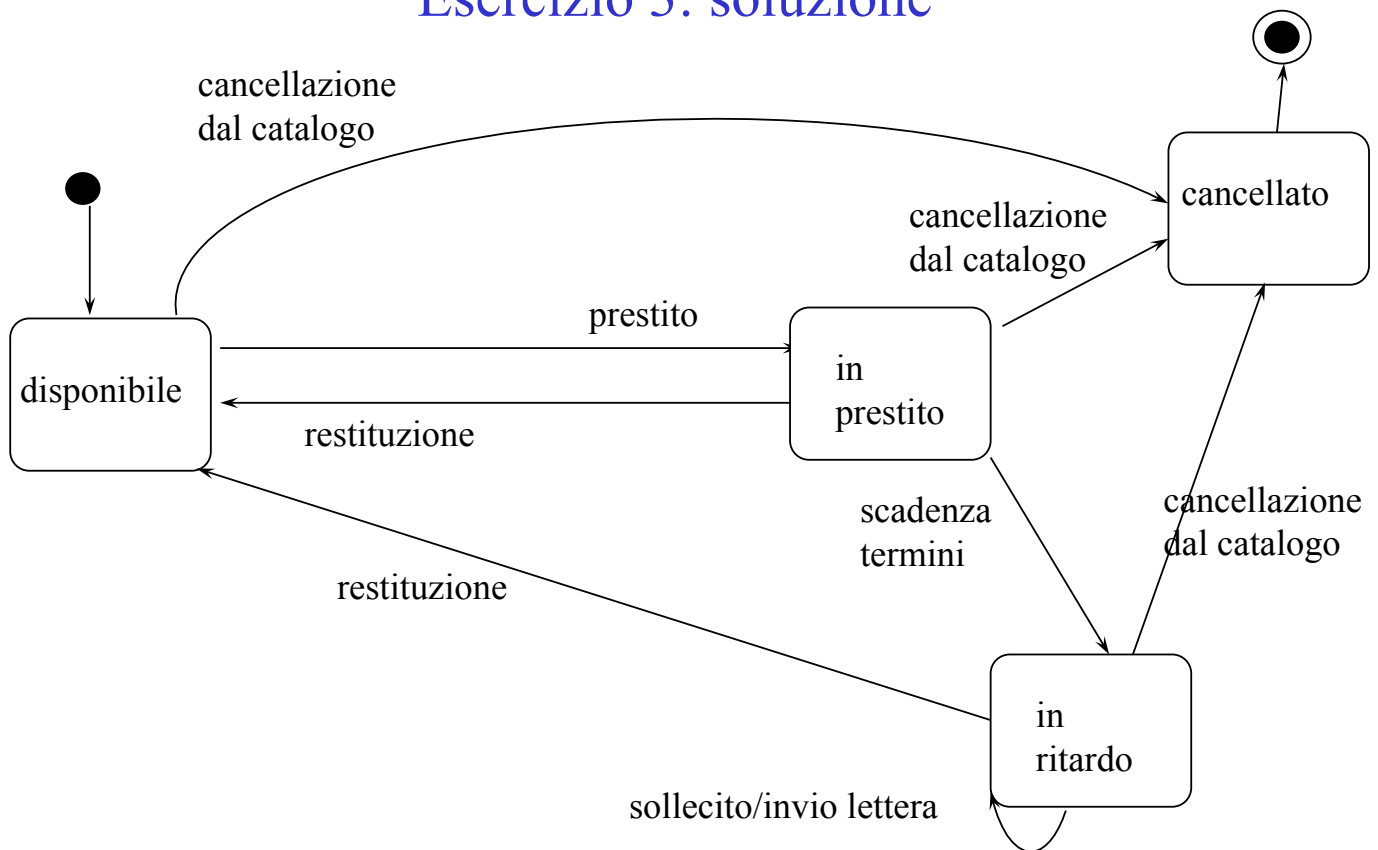 Esercizio 3: soluzione
cancellazione
dal catalogo
cancellato
cancellazione
dal catalogo
prestito
disponibile
in
prestito
restituzione
scadenza
termini
cancellazione
dal catalogo
restituzione
in
ritardo
sollecito/invio lettera